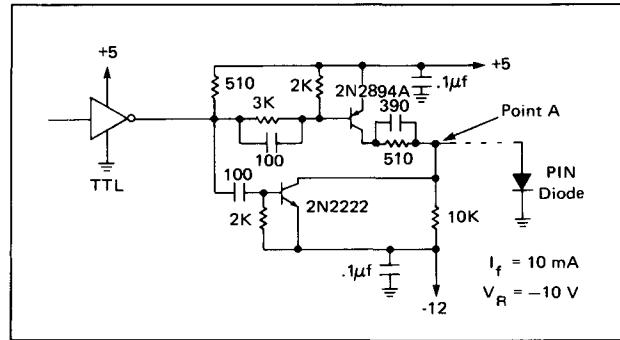 +5
+5
510
2K
2N2894A
.1μf
3K
390
Point A
100
510
TTL
100
PIN
Diode
2K
2N2222
10K
.1μf
I_f = 10 mA
V_R = −10 V
-12